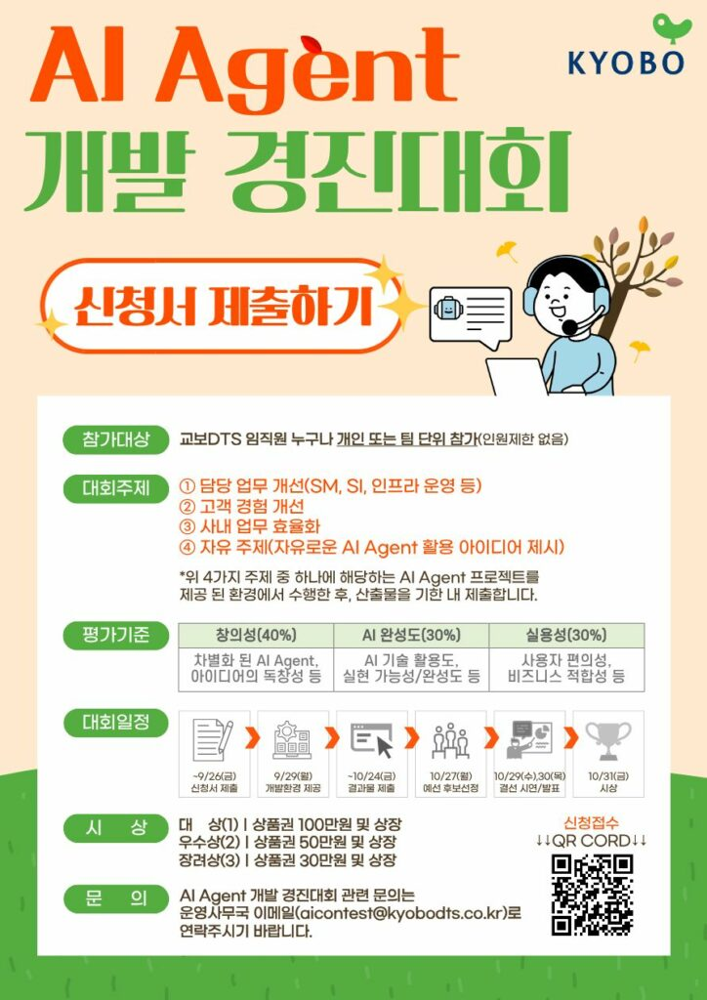 AI Agent
KYOBO
개발 경진대회
신청서 제출하기
참가대상
교보DTS 임직원 누구나 개인 또는 팀 단위 참가(인원제한 없음)
대회주제
① 담당 업무 개선(SM, SI, 인프라 운영 등)
② 고객 경험 개선
③ 사내 업무 효율화
④ 자유 주제(자유로운 AI Agent 활용 아이디어 제시)
*위 4가지 주제 중 하나에 해당하는 AI Agent 프로젝트를
제공 된 환경에서 수행한 후, 산출물을 기한 내 제출합니다.
평가기준
창의성(40%) AI 완성도(30%) 실용성(30%)
차별화 된 AI Agent, AI 기술 활용도, 사용자 편의성,
아이디어의 독창성 등 실현 가능성/완성도 등 비즈니스 적합성 등
대회일정
~9/26(금) 9/29(월) ~10/24(금) 10/27(월) 10/29(수),30(목) 10/31(금)
신청서 제출 개발환경 제공 결과물 제출 예선 후보선정 결선 시연/발표 시상
시 상
대 상(1) | 상품권 100만원 및 상장
우수상(2) | 상품권 50만원 및 상장
장려상(3) | 상품권 30만원 및 상장
신청접수
↓↓QR CORD↓↓
문 의
AI Agent 개발 경진대회 관련 문의는
운영사무국 이메일(aicontest@kyobodts.co.kr)로
연락주시기 바랍니다.